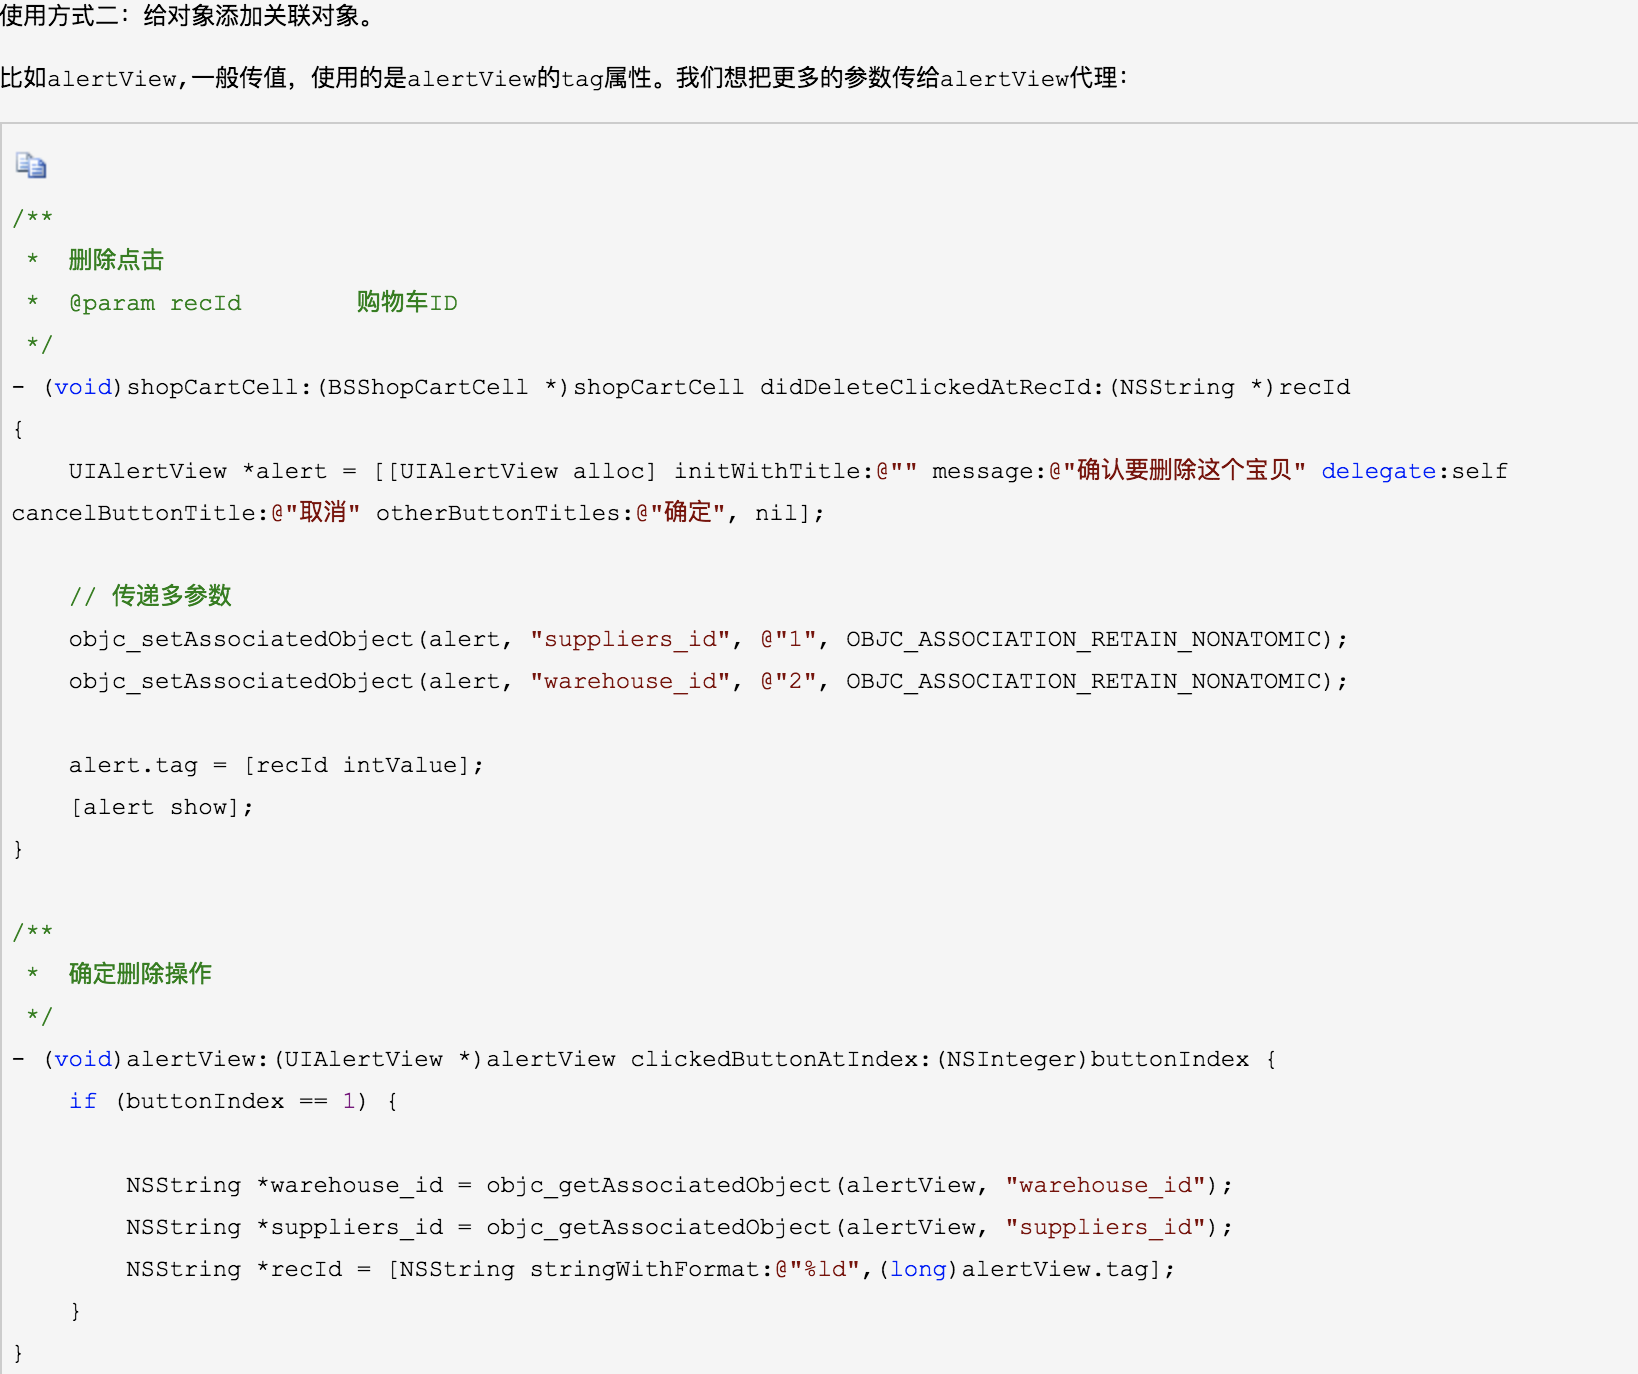 使用方式二：给对象添加关联对象。
比如alertView,一般传值，使用的是alertView的tag属性。我们想把更多的参数传给alertView代理：
/**
 *  删除点击
 *  @param recId        购物车ID
 */
- (void)shopCartCell:(BSShopCartCell *)shopCartCell didDeleteClickedAtRecId:(NSString *)recId
{
    UIAlertView *alert = [[UIAlertView alloc] initWithTitle:@"" message:@"确认要删除这个宝贝" delegate:self
cancelButtonTitle:@"取消" otherButtonTitles:@"确定", nil];
    // 传递多参数
    objc_setAssociatedObject(alert, "suppliers_id", @"1", OBJC_ASSOCIATION_RETAIN_NONATOMIC);
    objc_setAssociatedObject(alert, "warehouse_id", @"2", OBJC_ASSOCIATION_RETAIN_NONATOMIC);
    alert.tag = [recId intValue];
    [alert show];
}
/**
 *  确定删除操作
 */
- (void)alertView:(UIAlertView *)alertView clickedButtonAtIndex:(NSInteger)buttonIndex {
    if (buttonIndex == 1) {
        NSString *warehouse_id = objc_getAssociatedObject(alertView, "warehouse_id");
        NSString *suppliers_id = objc_getAssociatedObject(alertView, "suppliers_id");
        NSString *recId = [NSString stringWithFormat:@"%ld",(long)alertView.tag];
    }
}